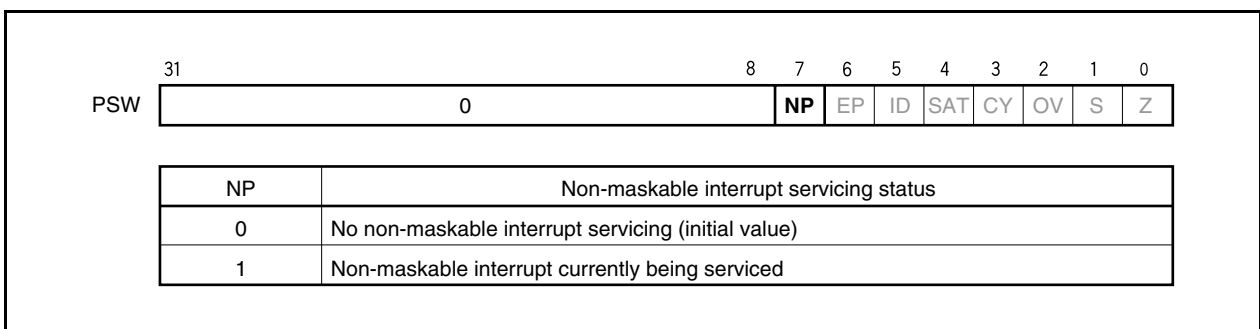 31 8 7 6 5 4 3 2 1 0
PSW 0 NP EP ID SAT CY OV S Z
NP Non-maskable interrupt servicing status
0 No non-maskable interrupt servicing (initial value)
1 Non-maskable interrupt currently being serviced